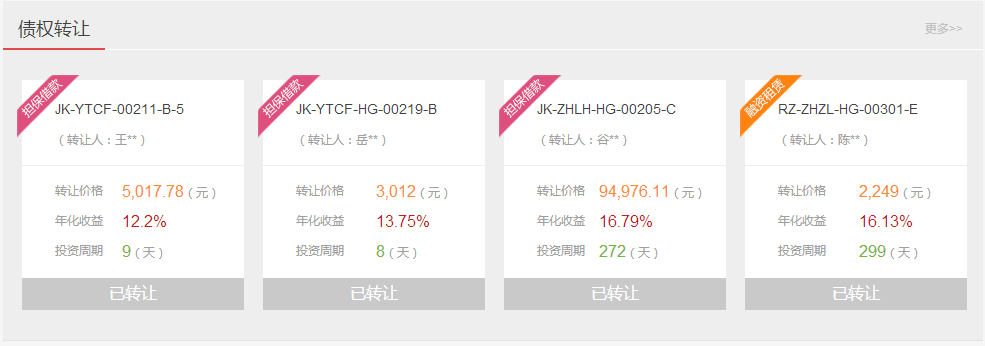 债权转让
更多>>
担保借款
JK-YTCF-00211-B-5
（ 转让人：王** ）
转让价格 5,017.78 ( 元 )
年化收益 12.2%
投资周期 9 ( 天 )
已转让
担保借款
JK-YTCF-HG-00219-B
（ 转让人：岳** ）
转让价格 3,012 ( 元 )
年化收益 13.75%
投资周期 8 ( 天 )
已转让
担保借款
JK-ZHLH-HG-00205-C
（ 转让人：谷** ）
转让价格 94,976.11 ( 元 )
年化收益 16.79%
投资周期 272 ( 天 )
已转让
融资租赁
RZ-ZHZL-HG-00301-E
（ 转让人：陈** ）
转让价格 2,249 ( 元 )
年化收益 16.13%
投资周期 299 ( 天 )
已转让